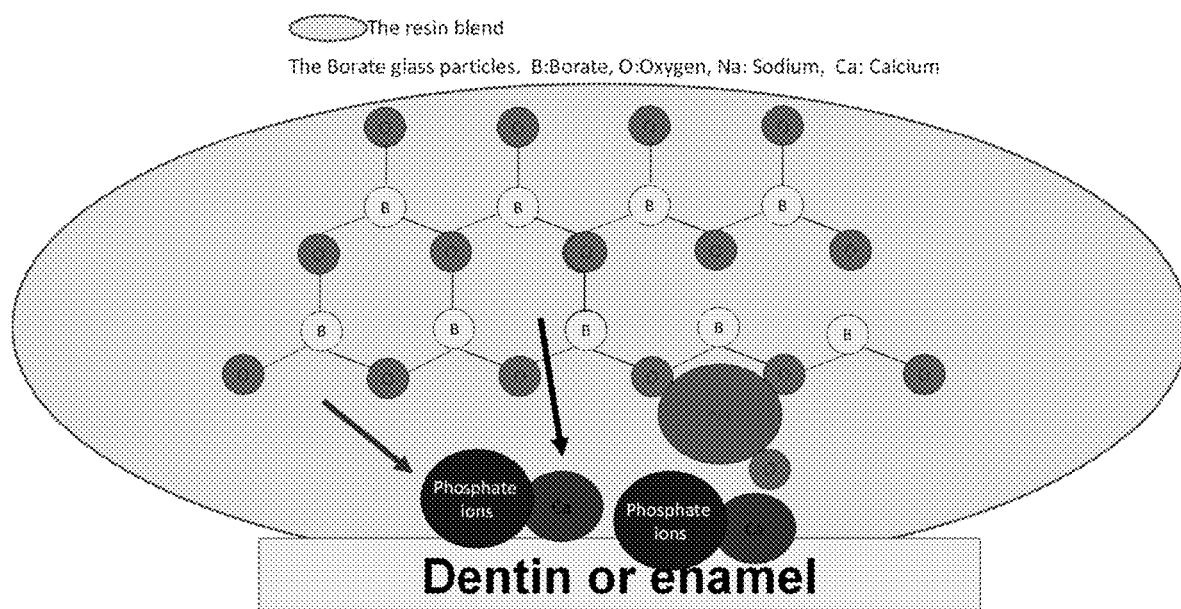 The resin blend
The Borate glass particles. B:Borate, O:Oxygen, Na: Sodium, Ca: Calcium
B B B B
B B B B B
Phosphate
ions
Ca
Phosphate
ions
Dentin or enamel